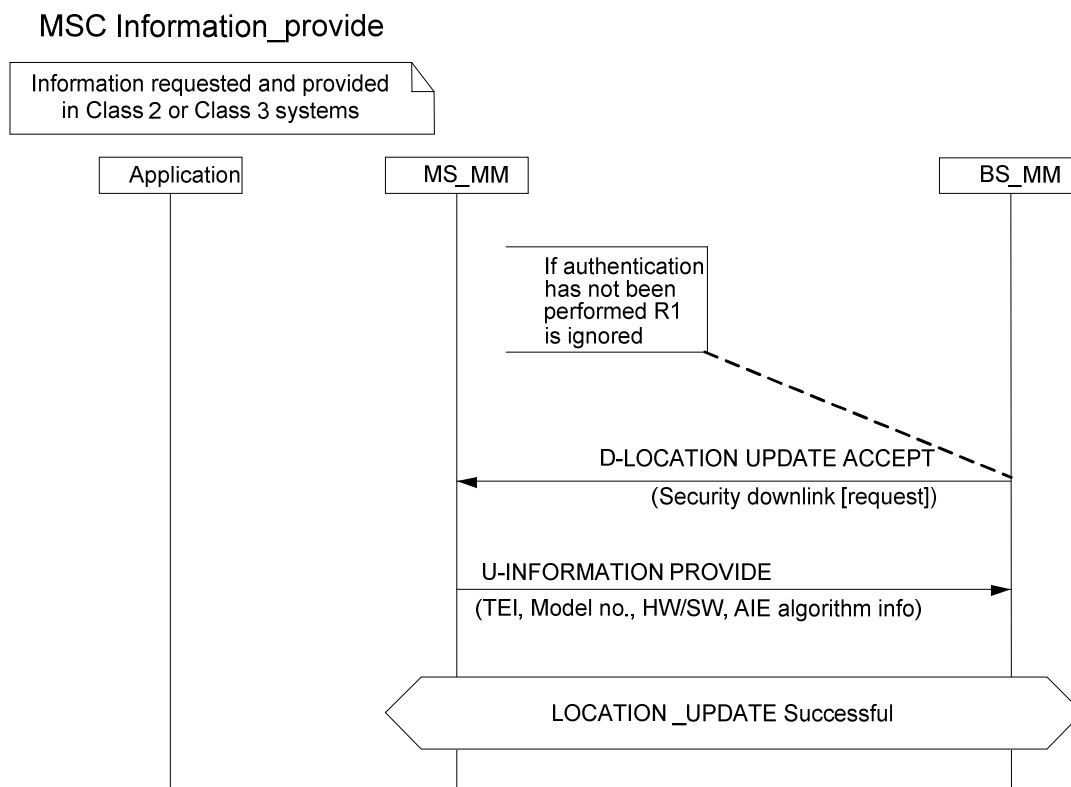 MSC Information_provide
Information requested and provided
in Class 2 or Class 3 systems
Application
MS_MM
BS_MM
If authentication
has not been
performed R1
is ignored
D-LOCATION UPDATE ACCEPT
(Security downlink [request])
U-INFORMATION PROVIDE
(TEI, Model no., HW/SW, AIE algorithm info)
LOCATION _UPDATE Successful